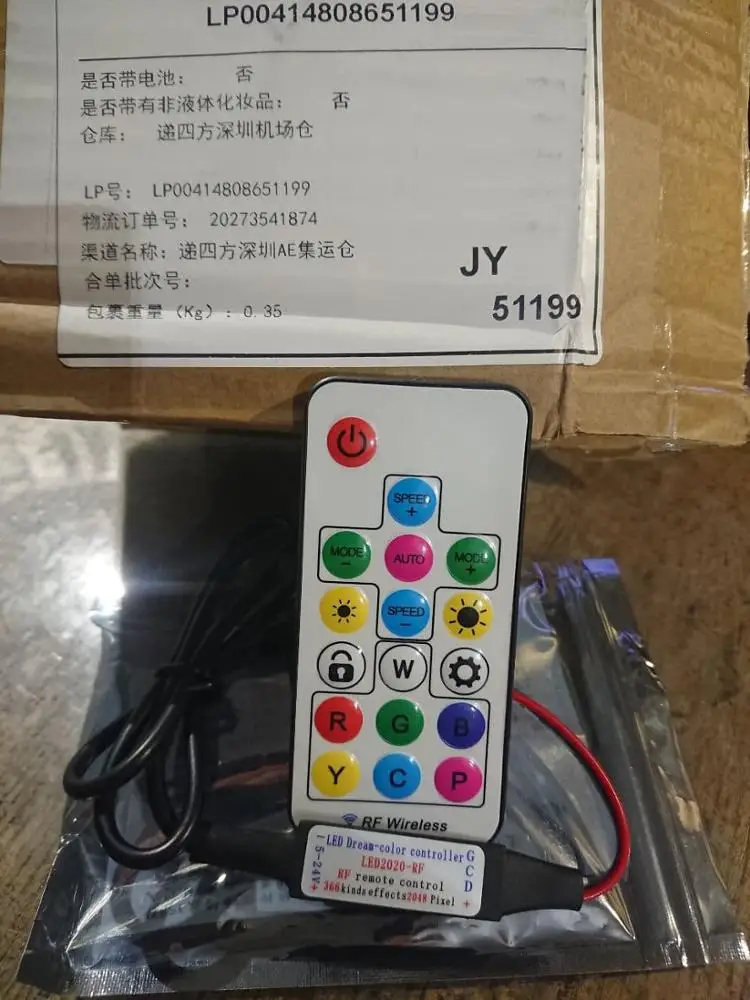 LP00414808651199
是否带电池： 否
是否带有非液体化妆品： 否
仓库： 递四方深圳机场仓
LP号： LP00414808651199
物流订单号： 20273541874
渠道名称：递四方深圳AE集运仓
合单批次号：
包裹重量（Kg）：0.35
JY
51199
SPEED
+
MODE
-
AUTO
MODE
+
SPEED
-
W
R G B
Y C P
RF Wireless
LED Dream-color controller
LED2020-RF
RF remote control
366kinds effects2048 Pixel
- 5~24V +
G
C
D
+